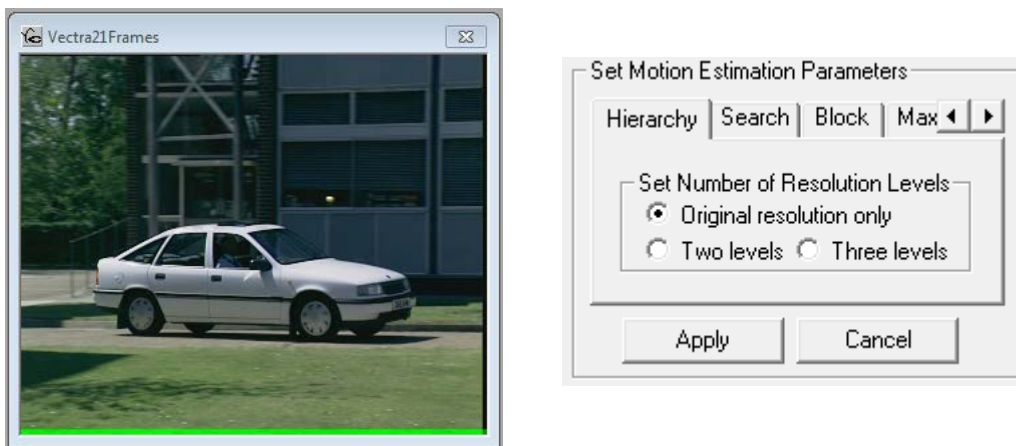 Vectra21Frames
Set Motion Estimation Parameters
Hierarchy Search Block Max
Set Number of Resolution Levels
Original resolution only
Two levels Three levels
Apply Cancel